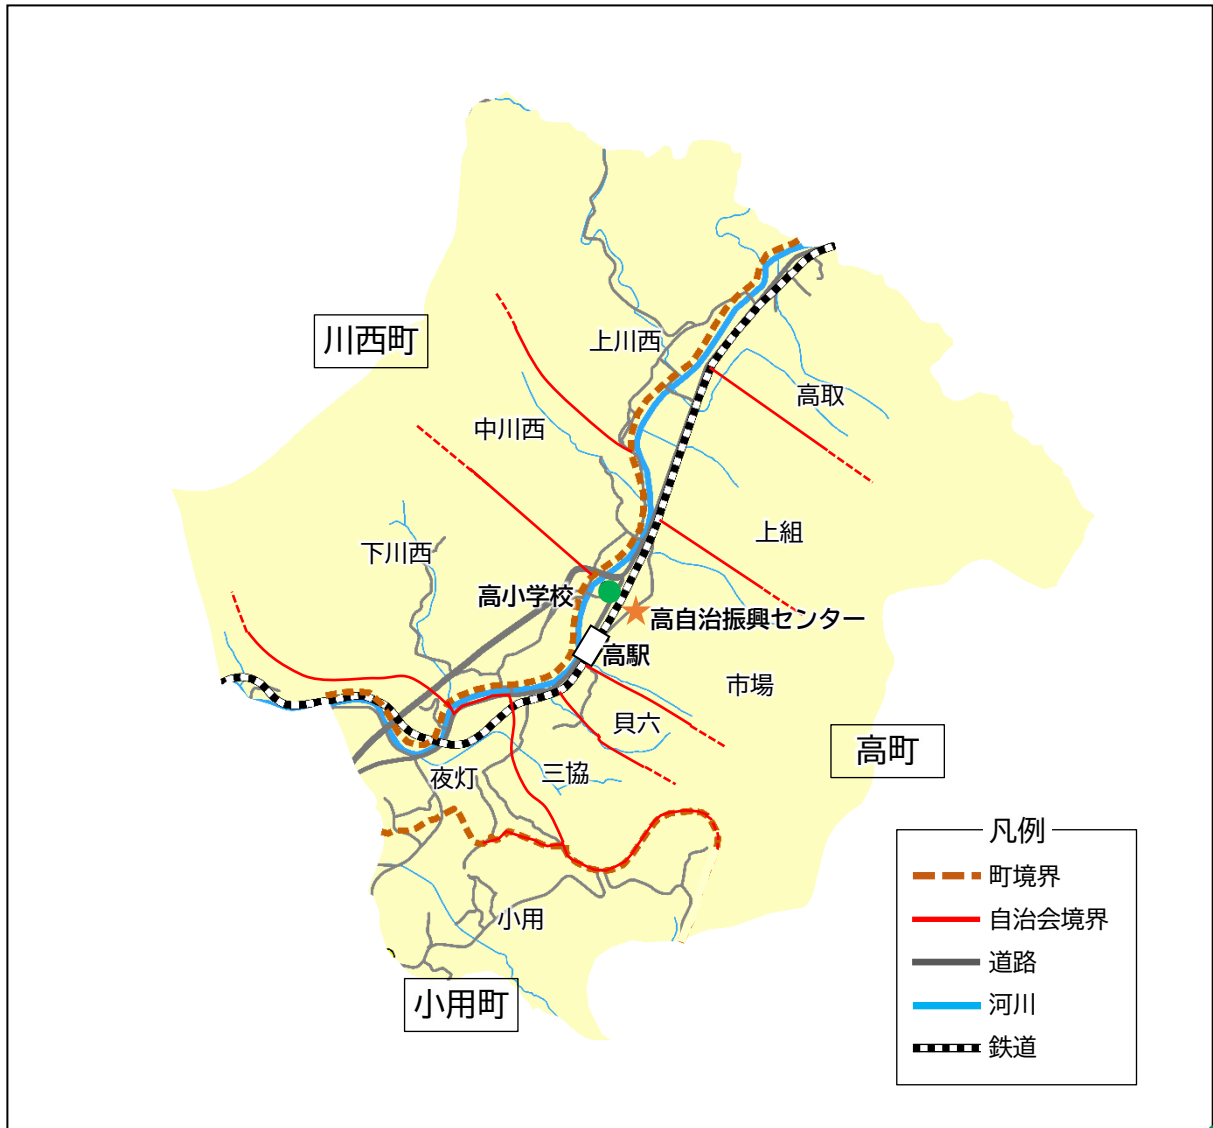 川西町
上川西
高取
中川西
上組
下川西
高小学校
高自治振興センター
高駅
市場
貝六
高町
夜灯
三協
小用
小用町
凡例
町境界
自治会境界
道路
河川
鉄道